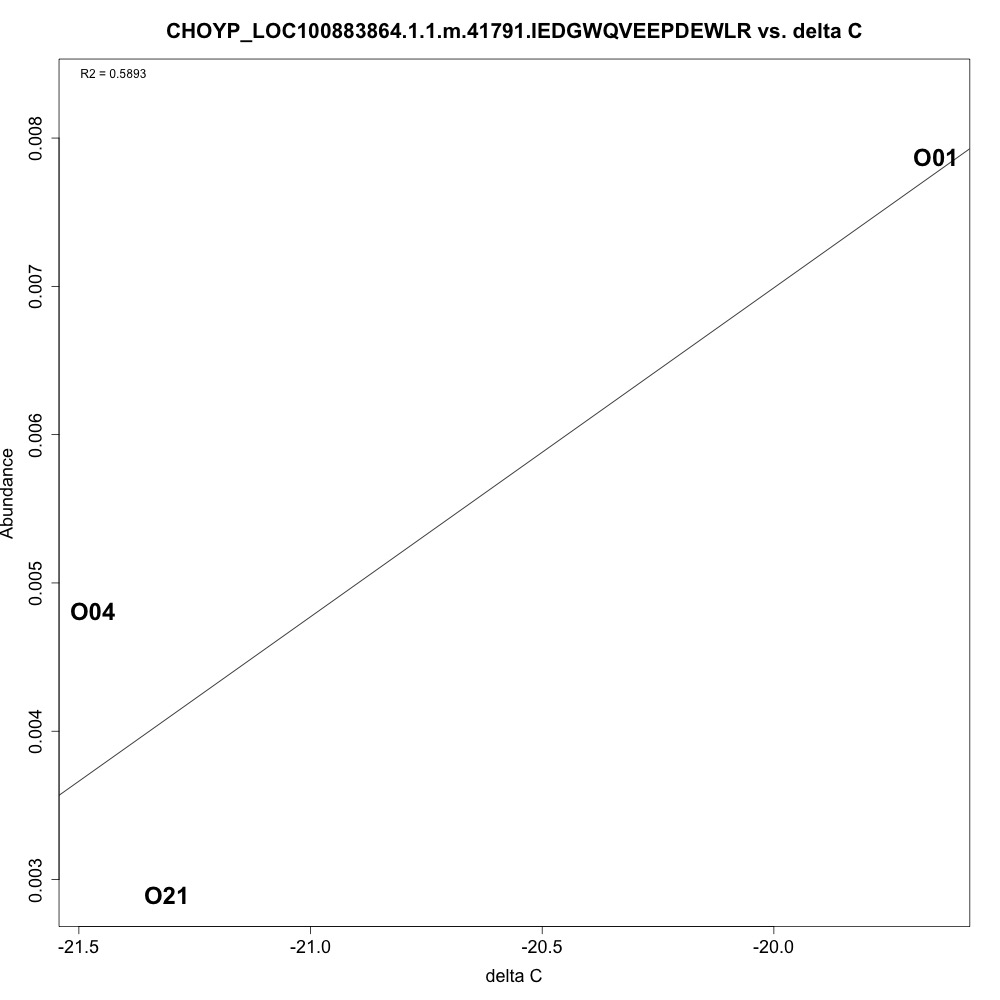 CHOYP_LOC100883864.1.1.m.41791.IEDGWQVEEPDEWLR vs. delta C
R2 = 0.5893
0.008
O01
0.007
0.006
Abundance
0.005
O04
0.004
0.003
O21
-21.5 -21.0 -20.5 -20.0
delta C